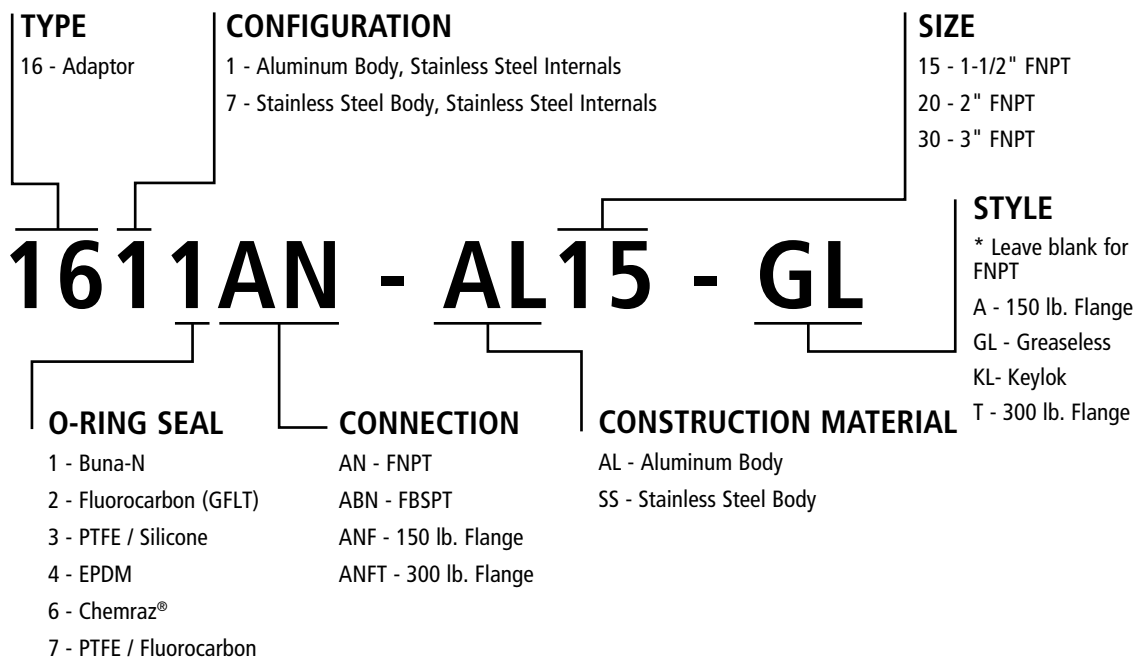 TYPE
16 - Adaptor
CONFIGURATION
1 - Aluminum Body, Stainless Steel Internals
7 - Stainless Steel Body, Stainless Steel Internals
SIZE
15 - 1-1/2" FNPT
20 - 2" FNPT
30 - 3" FNPT
1611AN - AL15 - GL
STYLE
* Leave blank for
FNPT
A - 150 lb. Flange
GL - Greaseless
KL- Keylok
T - 300 lb. Flange
O-RING SEAL
1 - Buna-N
2 - Fluorocarbon (GFLT)
3 - PTFE / Silicone
4 - EPDM
6 - Chemraz®
7 - PTFE / Fluorocarbon
CONNECTION
AN - FNPT
ABN - FBSPT
ANF - 150 lb. Flange
ANFT - 300 lb. Flange
CONSTRUCTION MATERIAL
AL - Aluminum Body
SS - Stainless Steel Body